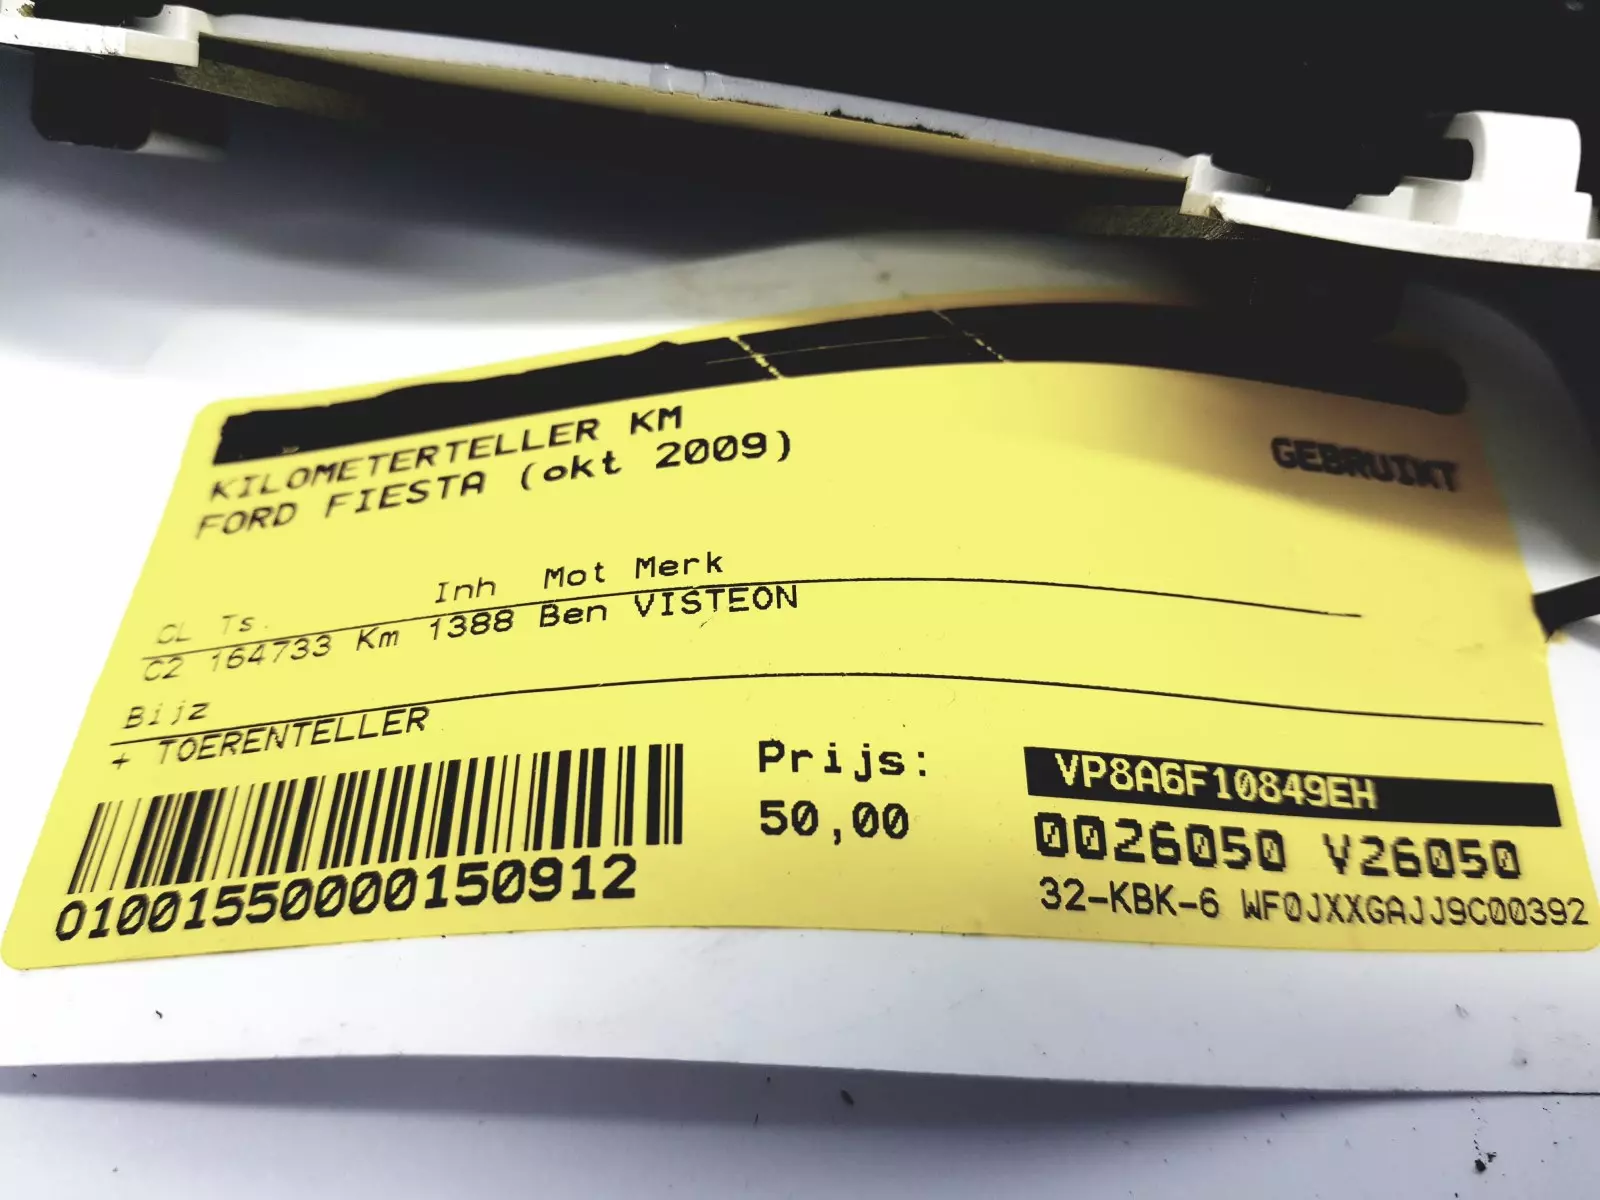 KILOMETERTELLER KM
FORD FIESTA (okt 2009)
GEBRUIKT
CL Ts. Inh Mot Merk
C2 164733 Km 1388 Ben VISTEON
Bijz
+ TOERENTELLER
Prijs:
50,00
01001550000150912
VP8A6F10849EH
0026050 V26050
32-KBK-6 WF0JXXGAJJ9C00392